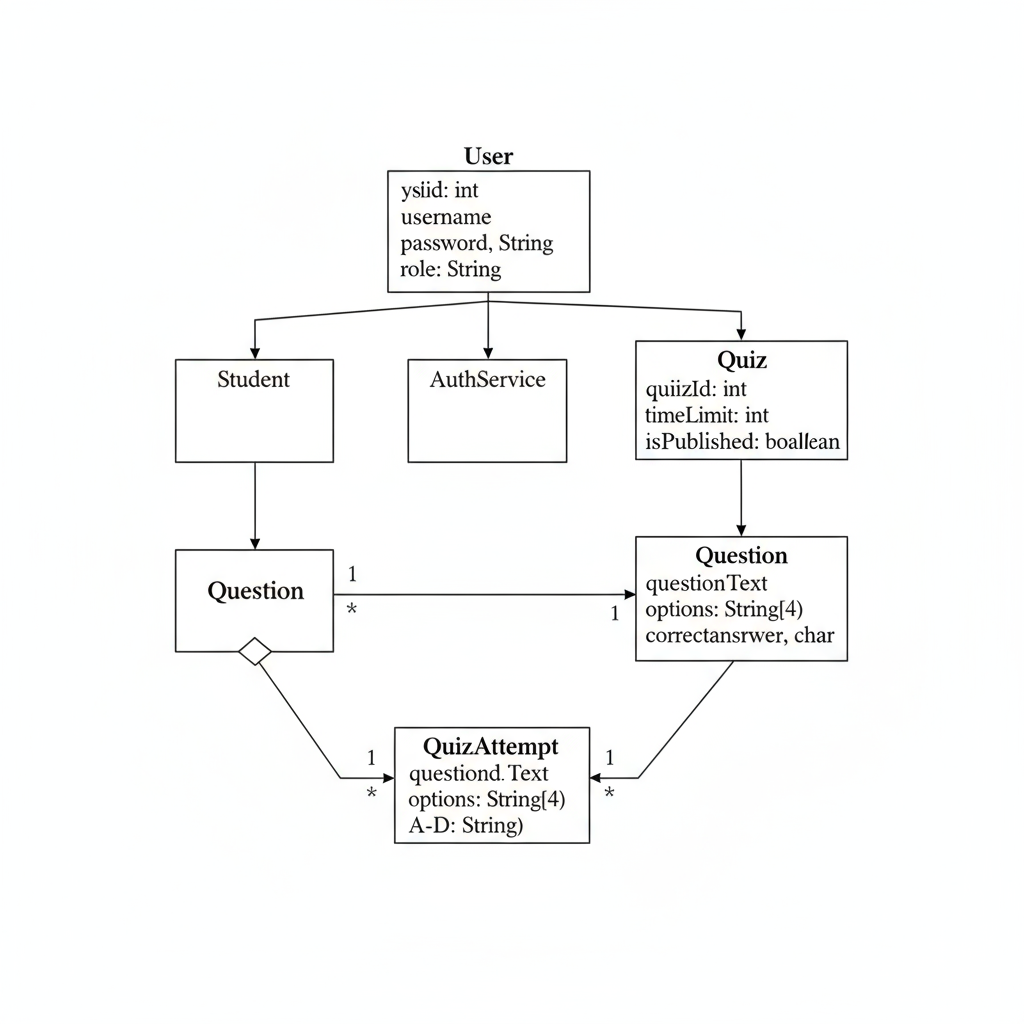 User
ysiid: int
username
password, String
role: String
Student
AuthService
Quiz
quiizId: int
timeLimit: int
isPublished: boallean
Question
1
*
1
Question
questionText
options: String[4)
correctansrwer, char
1
*
QuizAttempt
questiond. Text
options: String[4)
A-D: String)
1
*